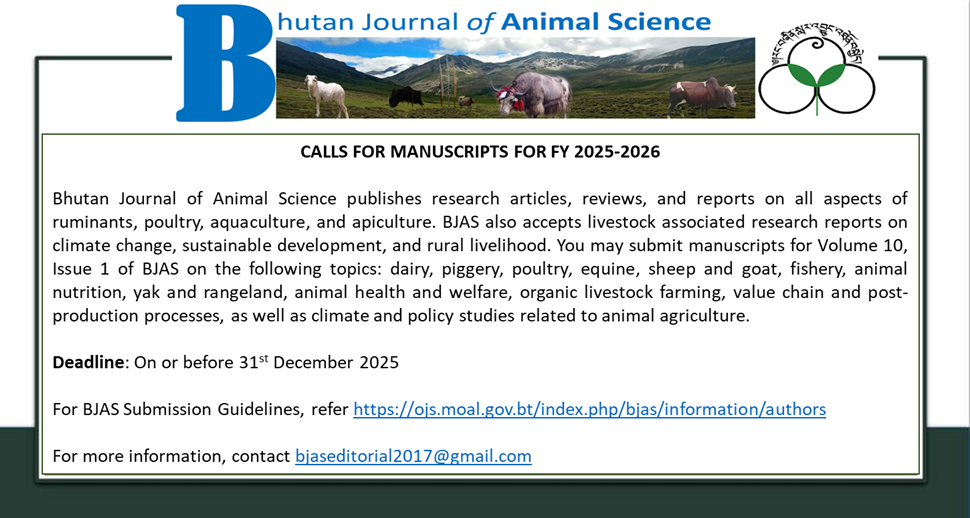 Bhutan Journal of Animal Science
CALLS FOR MANUSCRIPTS FOR FY 2025-2026
Bhutan Journal of Animal Science publishes research articles, reviews, and reports on all aspects of
ruminants, poultry, aquaculture, and apiculture. BJAS also accepts livestock associated research reports on
climate change, sustainable development, and rural livelihood. You may submit manuscripts for Volume 10,
Issue 1 of BJAS on the following topics: dairy, piggery, poultry, equine, sheep and goat, fishery, animal
nutrition, yak and rangeland, animal health and welfare, organic livestock farming, value chain and post-
production processes, as well as climate and policy studies related to animal agriculture.
Deadline: On or before 31st December 2025
For BJAS Submission Guidelines, refer https://ojs.moal.gov.bt/index.php/bjas/information/authors
For more information, contact bjaseditorial2017@gmail.com